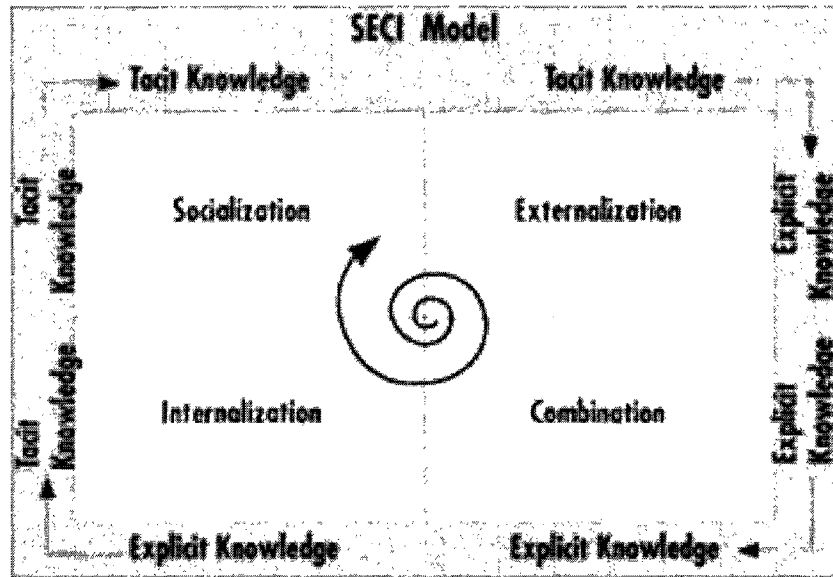 SECI Model
Tacit Knowledge
Tacit Knowledge
Tacit
Knowledge
Socialization
Externalization
Explicit
Knowledge
Tacit
Knowledge
Internalization
Combination
Explicit
Knowledge
Explicit Knowledge
Explicit Knowledge